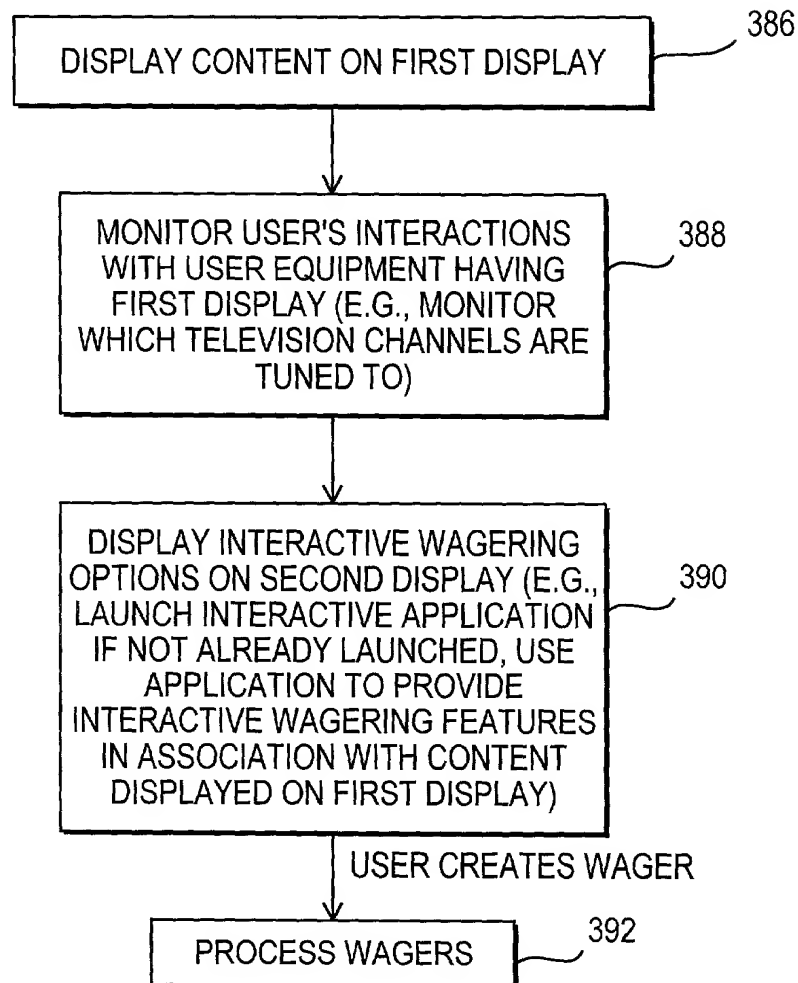 386
DISPLAY CONTENT ON FIRST DISPLAY
MONITOR USER'S INTERACTIONS
WITH USER EQUIPMENT HAVING
FIRST DISPLAY (E.G., MONITOR
WHICH TELEVISION CHANNELS ARE
TUNED TO)
388
DISPLAY INTERACTIVE WAGERING
OPTIONS ON SECOND DISPLAY (E.G.,
LAUNCH INTERACTIVE APPLICATION
IF NOT ALREADY LAUNCHED, USE
APPLICATION TO PROVIDE
INTERACTIVE WAGERING FEATURES
IN ASSOCIATION WITH CONTENT
DISPLAYED ON FIRST DISPLAY)
390
USER CREATES WAGER
PROCESS WAGERS
392